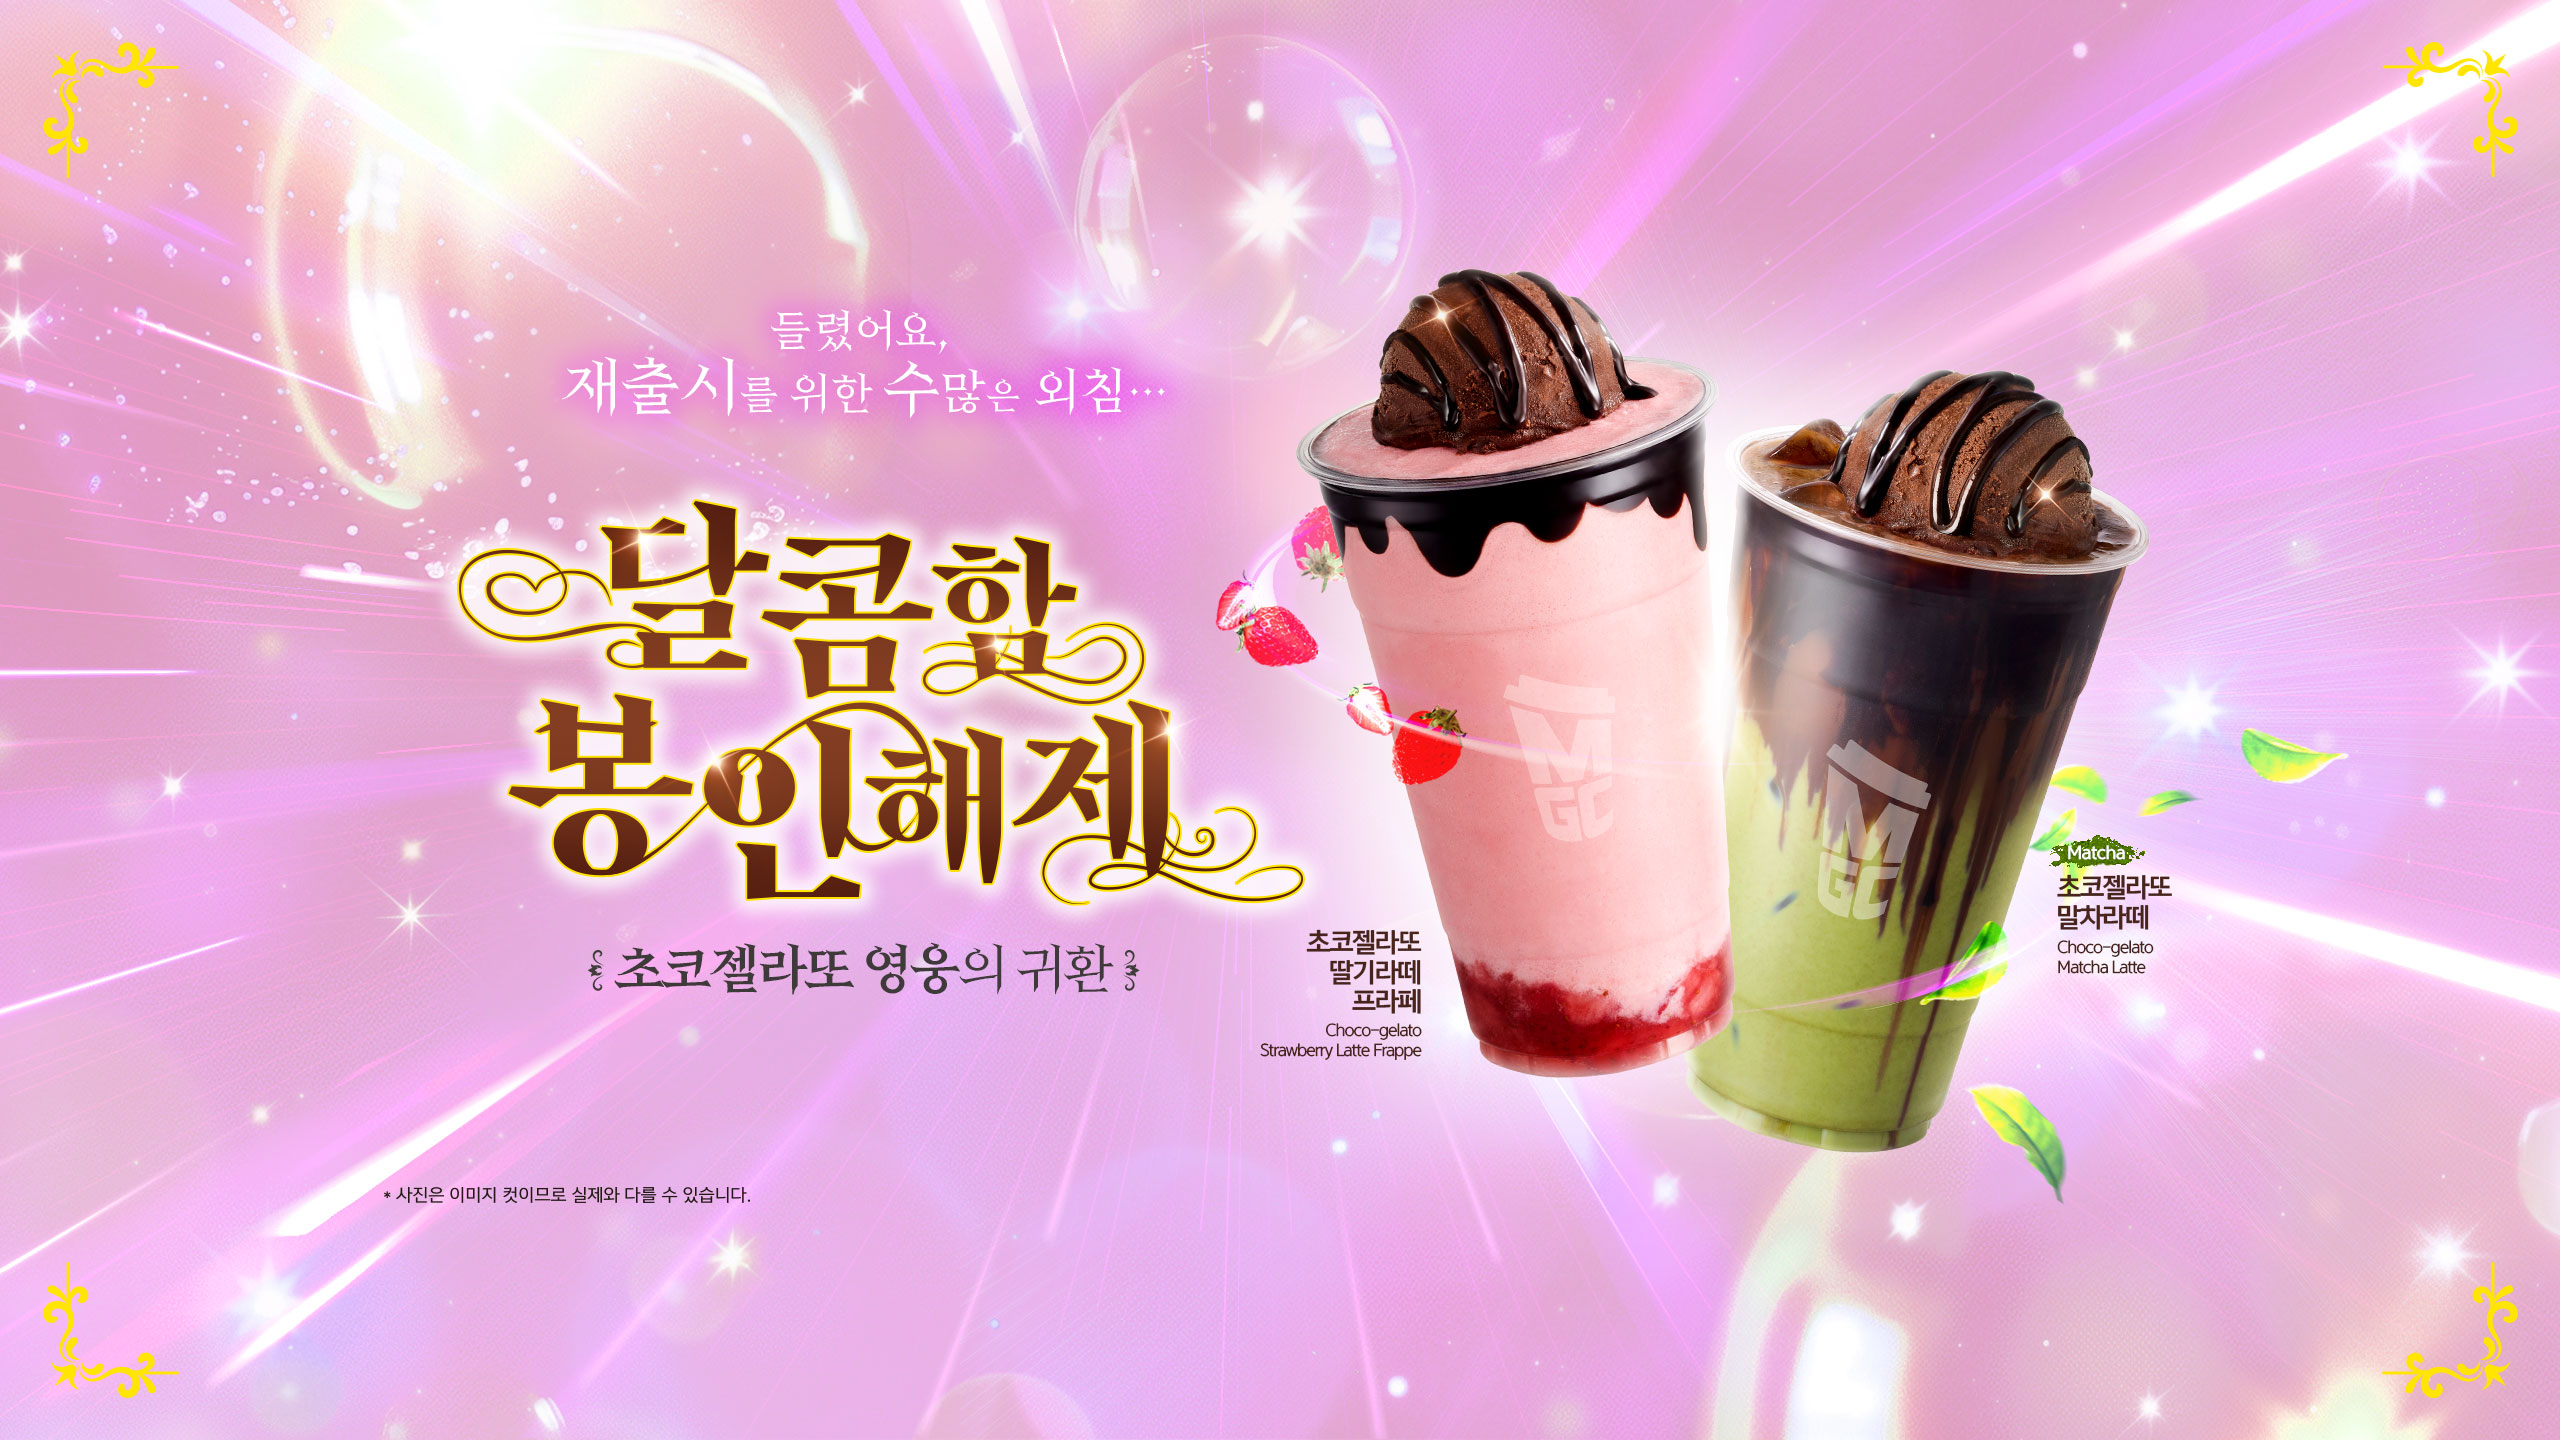 들렸어요,
재출시를 위한 수많은 외침…
달콤함
봉인해제
초코젤라또 영웅의 귀환
초코젤라또
딸기라떼
프라페
Choco-gelato
Strawberry Latte Frappe
Matcha
초코젤라또
말차라떼
Choco-gelato
Matcha Latte
M
GC
M
GC
* 사진은 이미지 컷이므로 실제와 다를 수 있습니다.